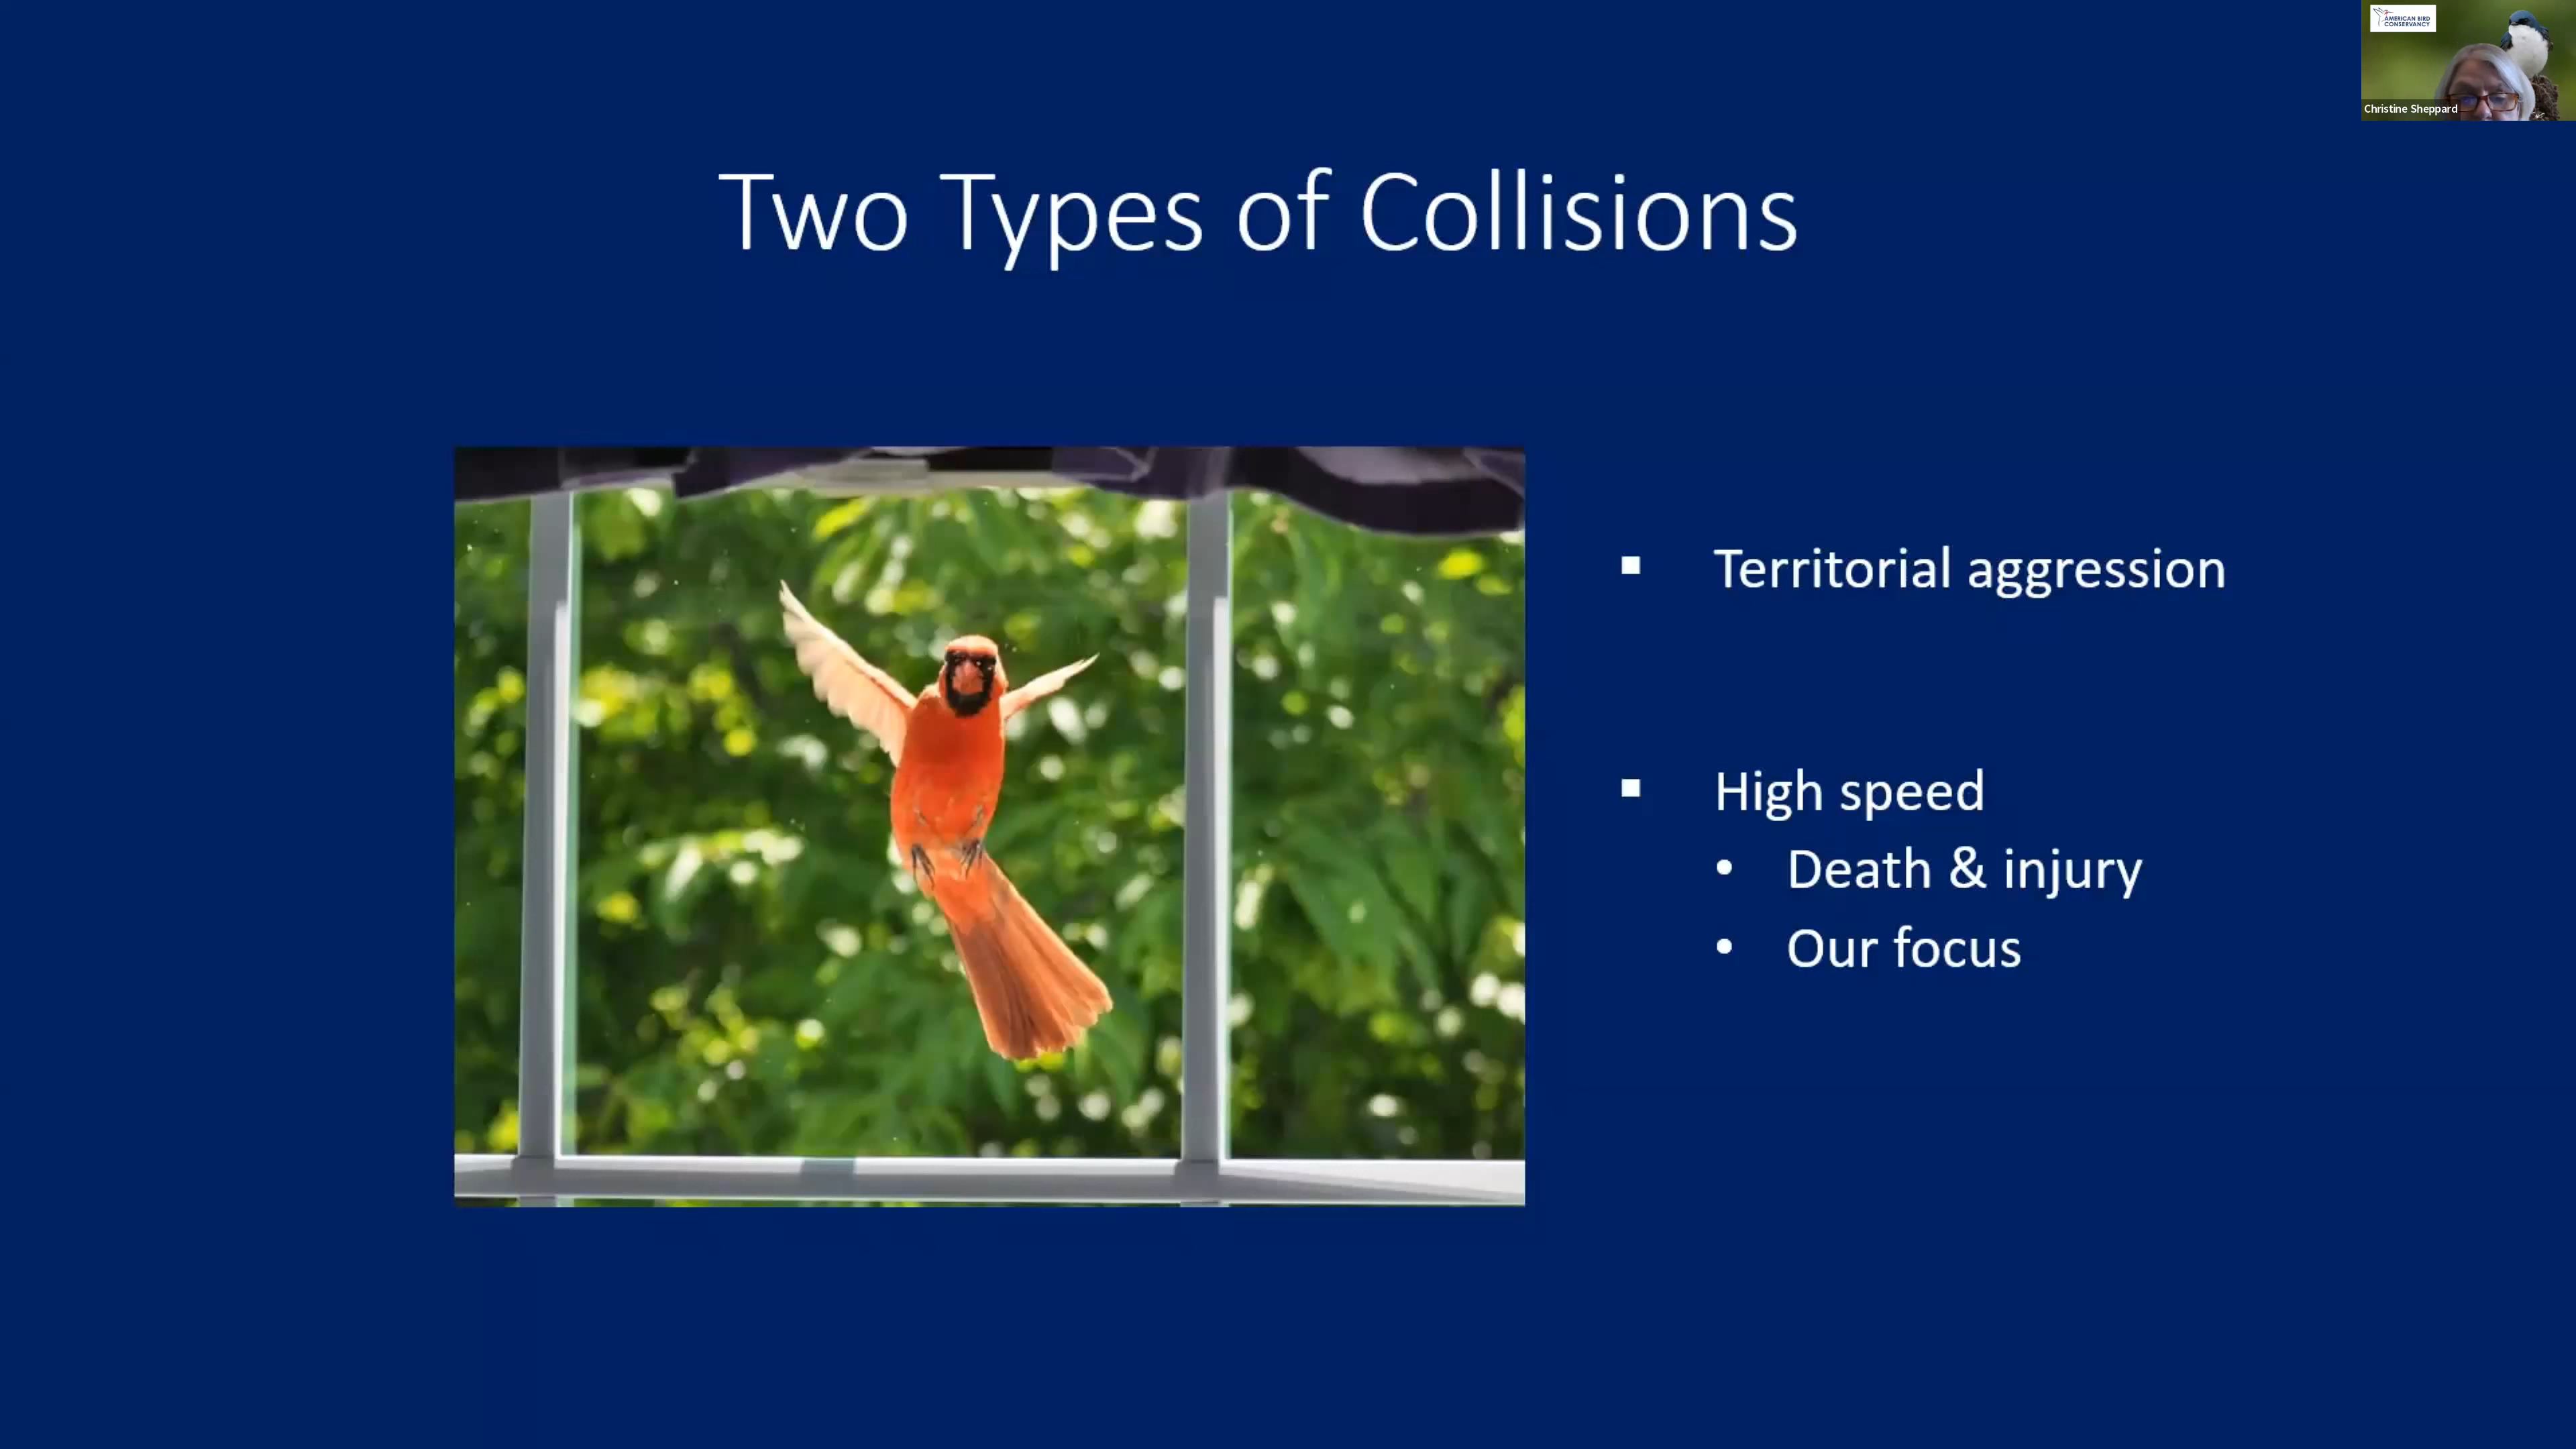 AMERICAN BIRD
CONSERVANCY
Christine Sheppard
Two Types of Collisions
▪ Territorial aggression
▪ High speed
• Death & injury
• Our focus